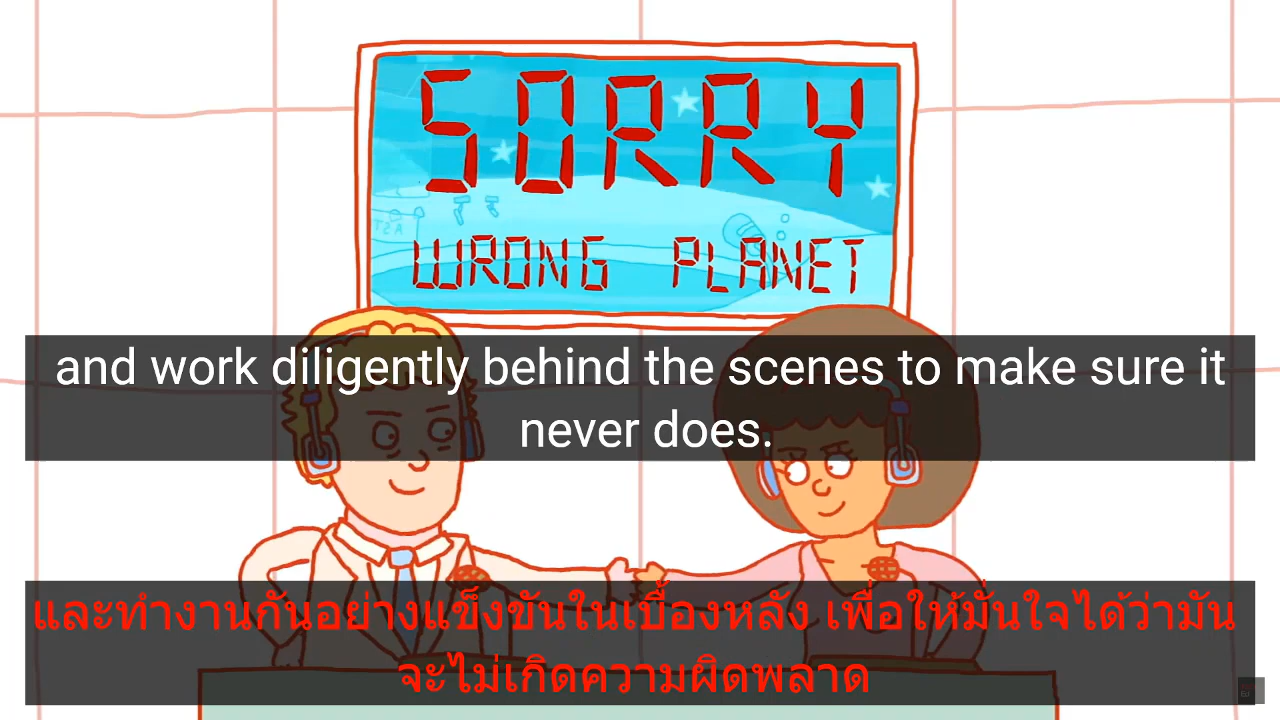 SORRY
WRONG PLANET
and work diligently behind the scenes to make sure it
never does.
และทำงานกันอย่างแข็งขันในเบื้องหลัง เพื่อให้มั่นใจได้ว่ามัน
จะไม่เกิดความผิดพลาด